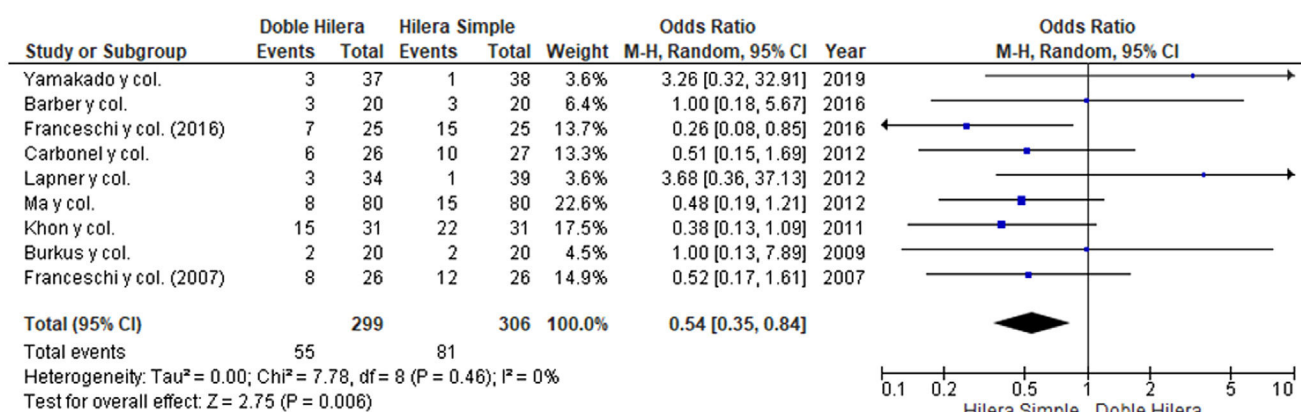 Doble Hilera Hilera Simple Odds Ratio Odds Ratio
Study or Subgroup Events Total Events Total Weight M-H, Random, 95% CI Year M-H, Random, 95% CI
Yamakado y col. 3 37 1 38 3.6% 3.26 [0.32, 32.91] 2019
Barber y col. 3 20 3 20 6.4% 1.00 [0.18, 5.67] 2016
Franceschi y col. (2016) 7 25 15 25 13.7% 0.26 [0.08, 0.85] 2016
Carbonel y col. 6 26 10 27 13.3% 0.51 [0.15, 1.69] 2012
Lapner y col. 3 34 1 39 3.6% 3.68 [0.36, 37.13] 2012
Ma y col. 8 80 15 80 22.6% 0.48 [0.19, 1.21] 2012
Khon y col. 15 31 22 31 17.5% 0.38 [0.13, 1.09] 2011
Burkus y col. 2 20 2 20 4.5% 1.00 [0.13, 7.89] 2009
Franceschi y col. (2007) 8 26 12 26 14.9% 0.52 [0.17, 1.61] 2007
Total (95% CI) 299 306 100.0% 0.54 [0.35, 0.84]
Total events 55 81
Heterogeneity: Tau² = 0.00; Chi² = 7.78, df = 8 (P = 0.46); I² = 0%
Test for overall effect: Z = 2.75 (P = 0.006)
0.1 0.2 0.5 1 2 5 10
Hilera Simple Doble Hilera